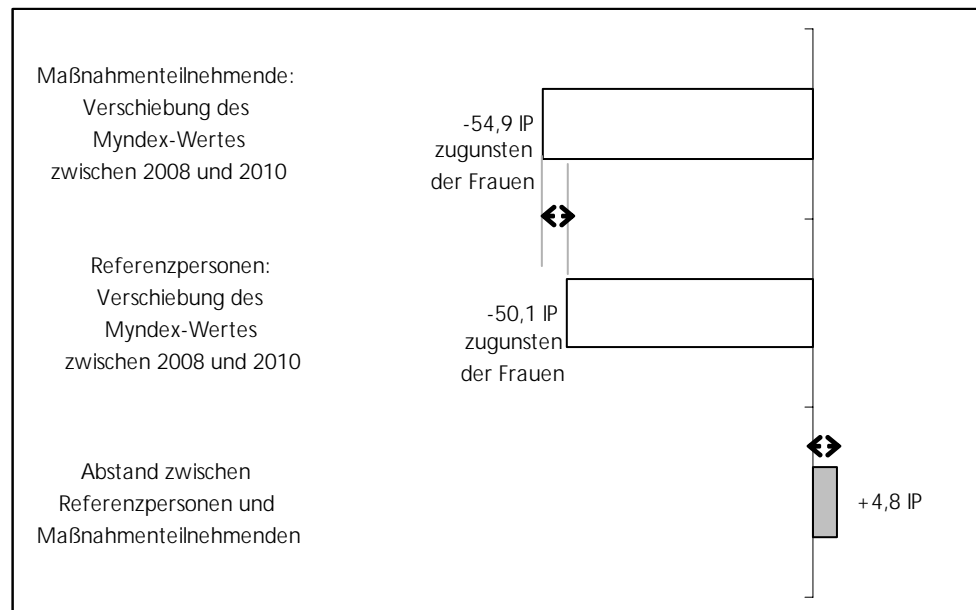 Maßnahmenteilnehmende:
Verschiebung des
Myndex-Wertes
zwischen 2008 und 2010
-54,9 IP
zugunsten
der Frauen
Referenzpersonen:
Verschiebung des
Myndex-Wertes
zwischen 2008 und 2010
-50,1 IP
zugunsten
der Frauen
Abstand zwischen
Referenzpersonen und
Maßnahmenteilnehmenden
+4,8 IP